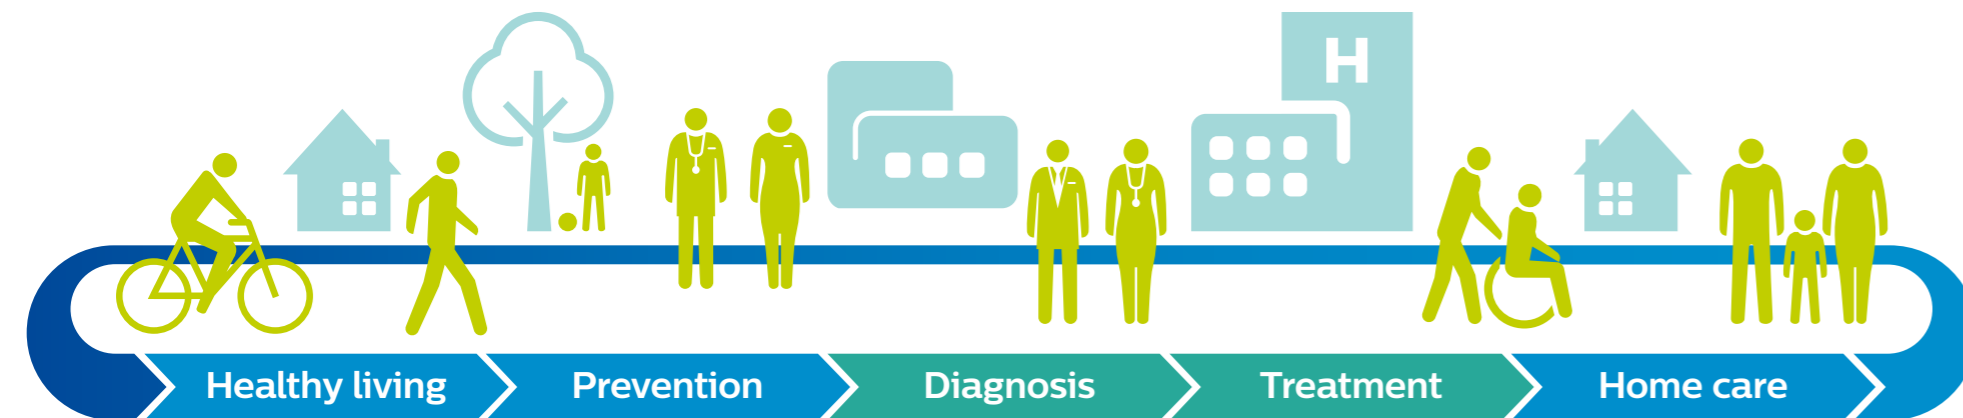 H
Healthy living
Prevention
Diagnosis
Treatment
Home care